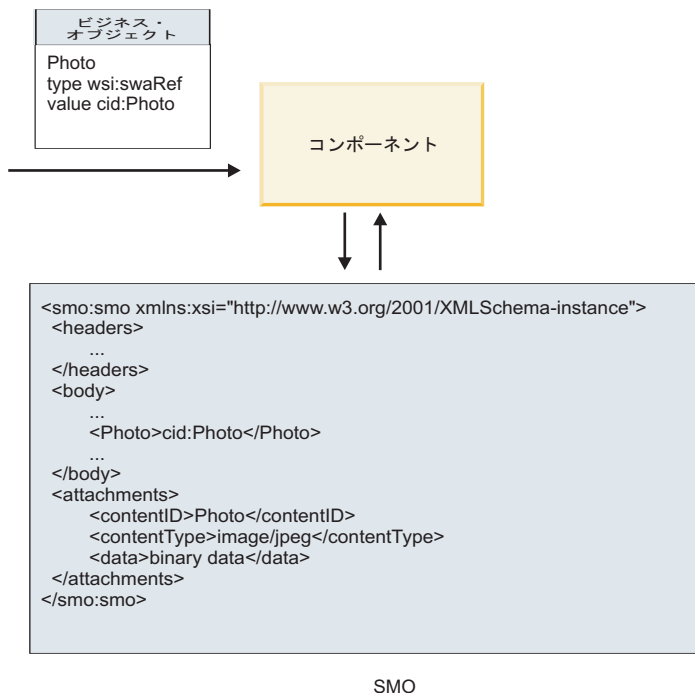 ビジネス・
オブジェクト
Photo
type wsi:swaRef
value cid:Photo
コンポーネント
<smo:smo xmlns:xsi="http://www.w3.org/2001/XMLSchema-instance">
<headers>
...
</headers>
<body>
...
<Photo>cid:Photo</Photo>
...
</body>
<attachments>
<contentID>Photo</contentID>
<contentType>image/jpeg</contentType>
<data>binary data</data>
</attachments>
</smo:smo>
SMO